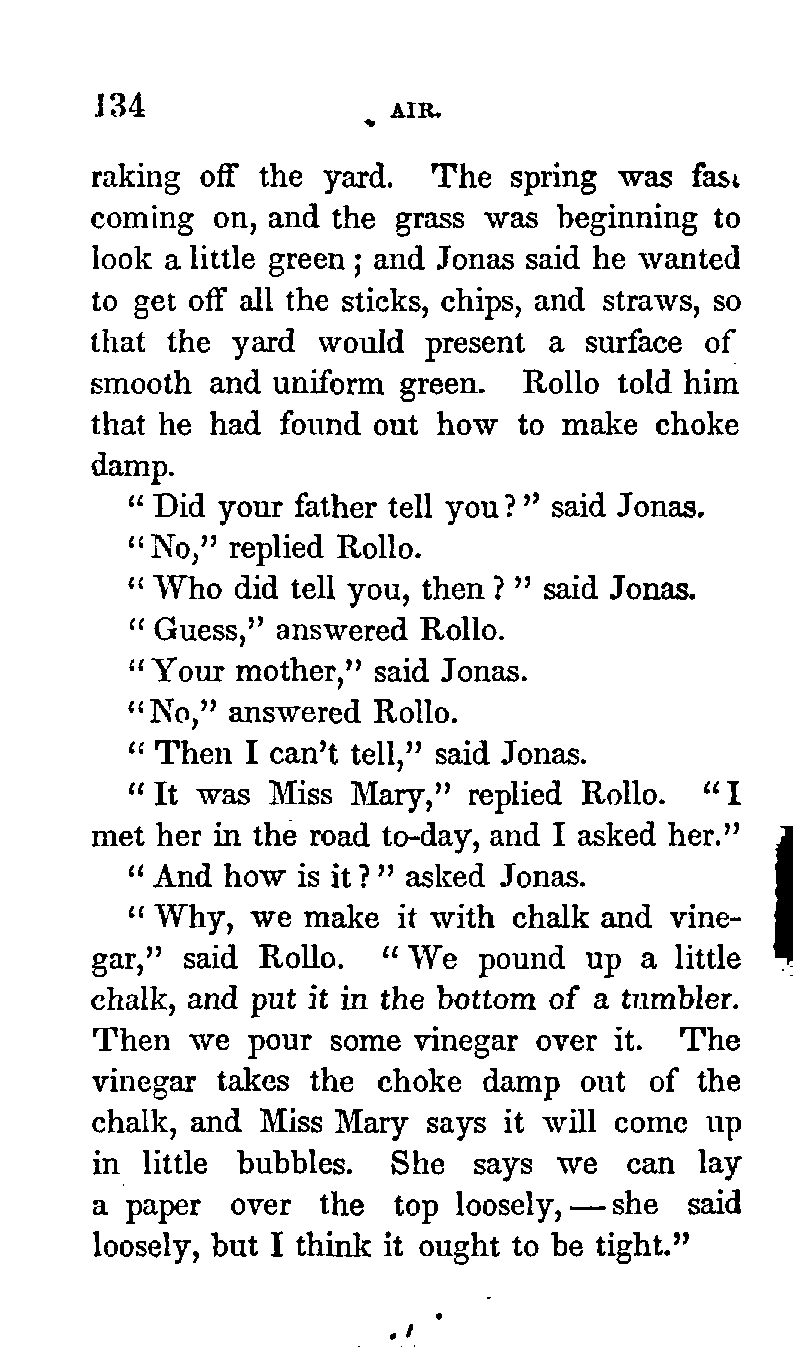 134 AIR.
raking off the yard. The spring was fast
coming on, and the grass was beginning to
look a little green; and Jonas said he wanted
to get off all the sticks, chips, and straws, so
that the yard would present a surface of
smooth and uniform green. Rollo told him
that he had found out how to make choke
damp.
“Did your father tell you?” said Jonas.
“No,” replied Rollo.
“Who did tell you, then?” said Jonas.
“Guess,” answered Rollo.
“Your mother,” said Jonas.
“No,” answered Rollo.
“Then I can’t tell,” said Jonas.
“It was Miss Mary,” replied Rollo. “I
met her in the road to-day, and I asked her.”
“And how is it?” asked Jonas.
“Why, we make it with chalk and vine-
gar,” said Rollo. “We pound up a little
chalk, and put it in the bottom of a tumbler.
Then we pour some vinegar over it. The
vinegar takes the choke damp out of the
chalk, and Miss Mary says it will come up
in little bubbles. She says we can lay
a paper over the top loosely,—she said
loosely, but I think it ought to be tight.”